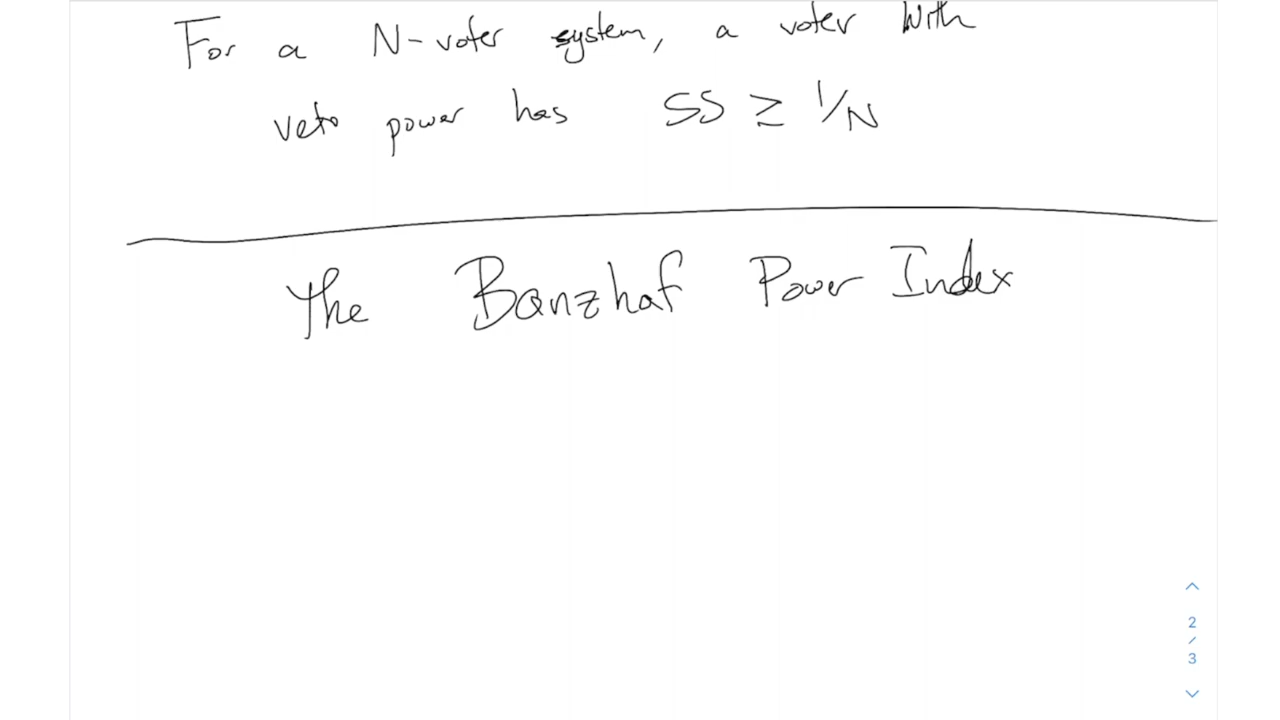 For a N-voter system, a voter with
veto power has SS ≥ 1/N
The Banzhaf Power Index
2
/
3